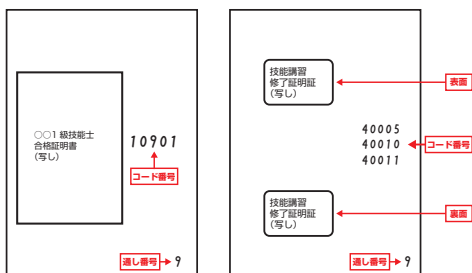 ○○1 級技能士
合格証明書
(写し)
10901
コード番号
通し番号
9
技能講習
修了証明証
(写し)
表面
40005
40010
40011
コード番号
技能講習
修了証明証
(写し)
裏面
通し番号
9